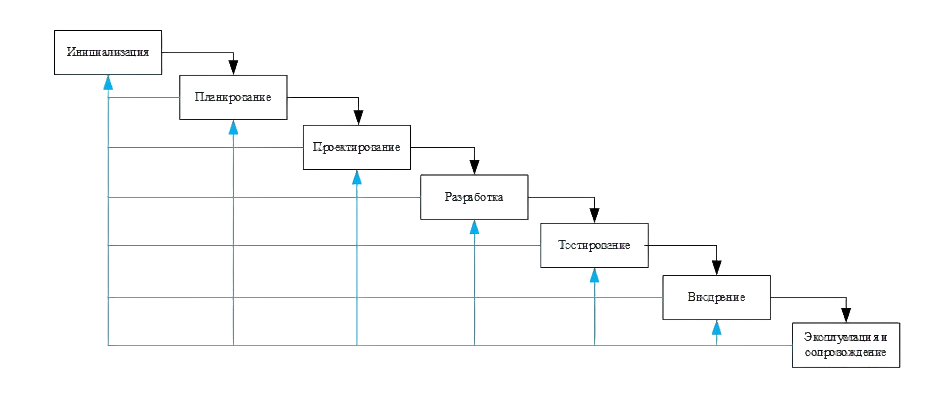 Инициализация
Планирование
Проектирование
Разработка
Тестирование
Внедрение
Эксплуатация и
сопровождение